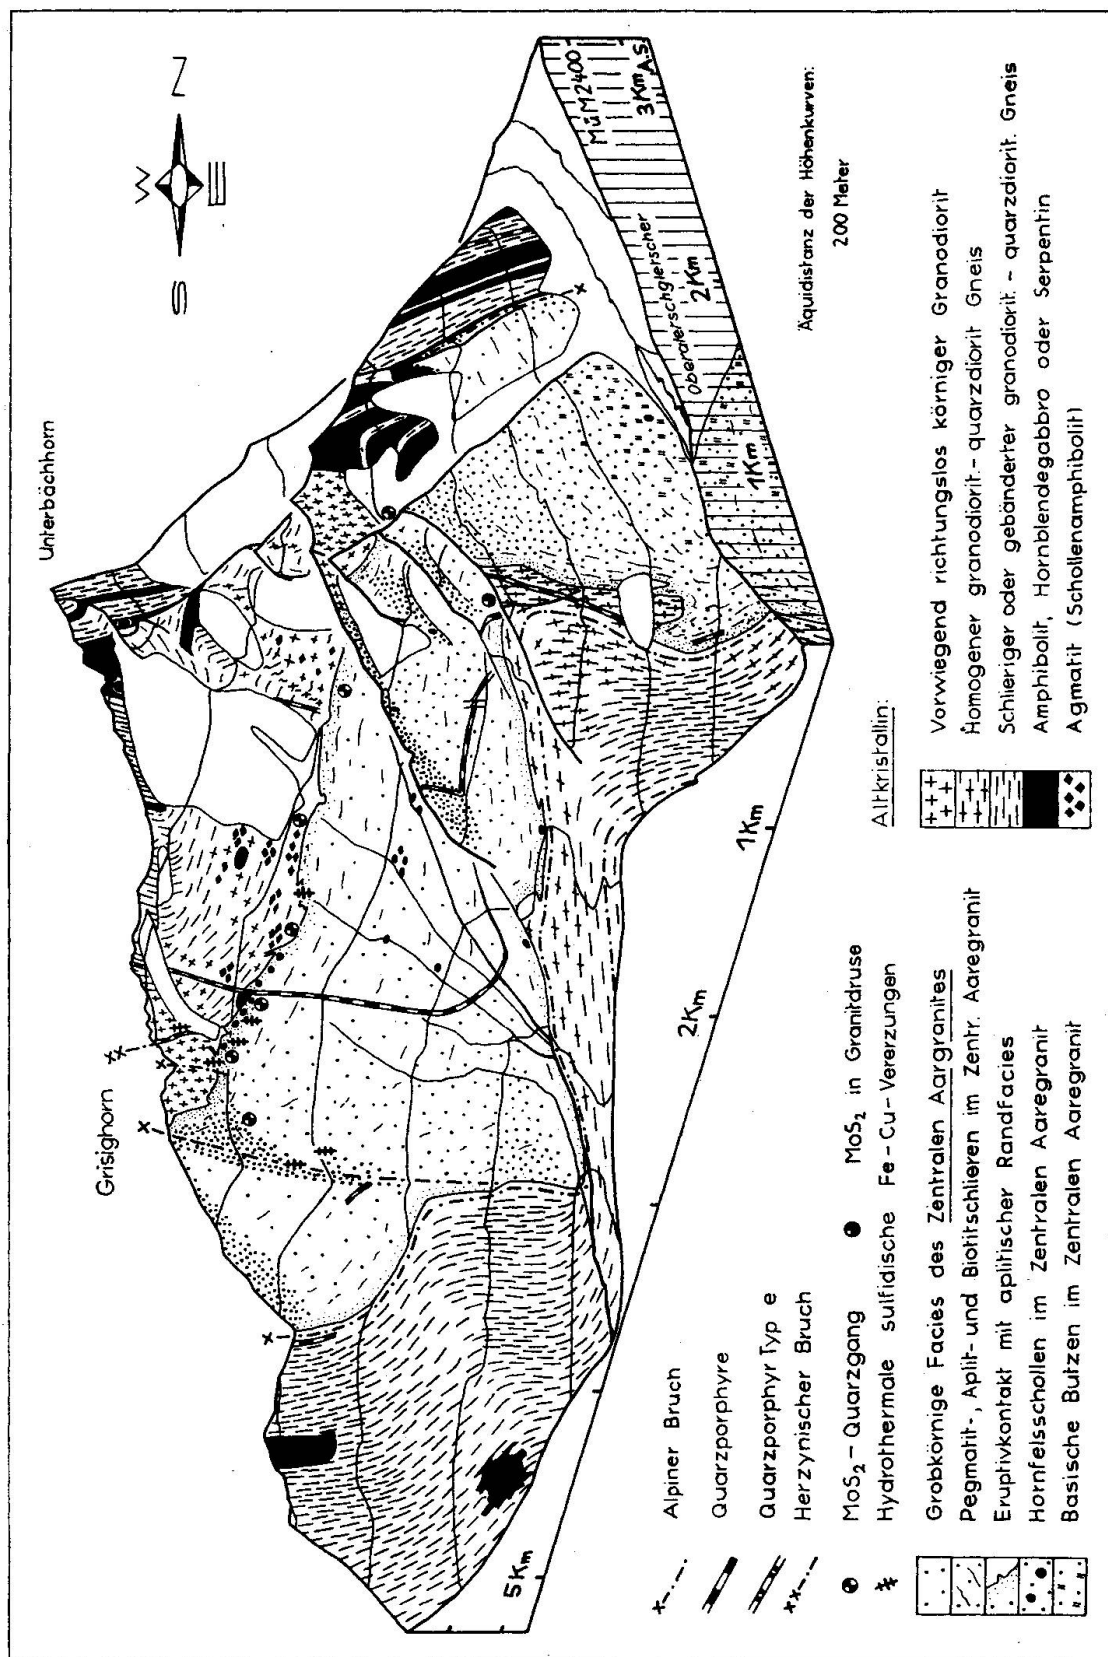 Unterbächhorn
Grisighorn
W
N
S
E
MüM2400
3Km A.S.
Oberaletschgletscher
2Km
1Km
Äquidistanz der Höhenkurven:
200 Meter
1Km
2Km
5Km
Alpiner Bruch
Quarzporphyre
Quarzporphyr Typ e
Herzynischer Bruch
MoS2-Quarzgang
MoS2 in Granitdruse
Hydrothermale sulfidische Fe-Cu-Vererzungen
Grobkörnige Facies des Zentralen Aargranites
Pegmatit-, Aplit- und Biotitschlieren im Zentr. Aaregranit
Eruptivkontakt mit aplitischer Randfacies
Hornfelsschollen im Zentralen Aaregranit
Basische Butzen im Zentralen Aaregranit
Altkristallin:
Vorwiegend richtungslos körniger Granodiorit
Homogener granodiorit-quarzdiorit Gneis
Schlieriger oder gebänderter granodiorit.-quarzdiorit. Gneis
Amphibolit, Hornblendegabbro oder Serpentin
Agmatit (Schollenamphibolit)